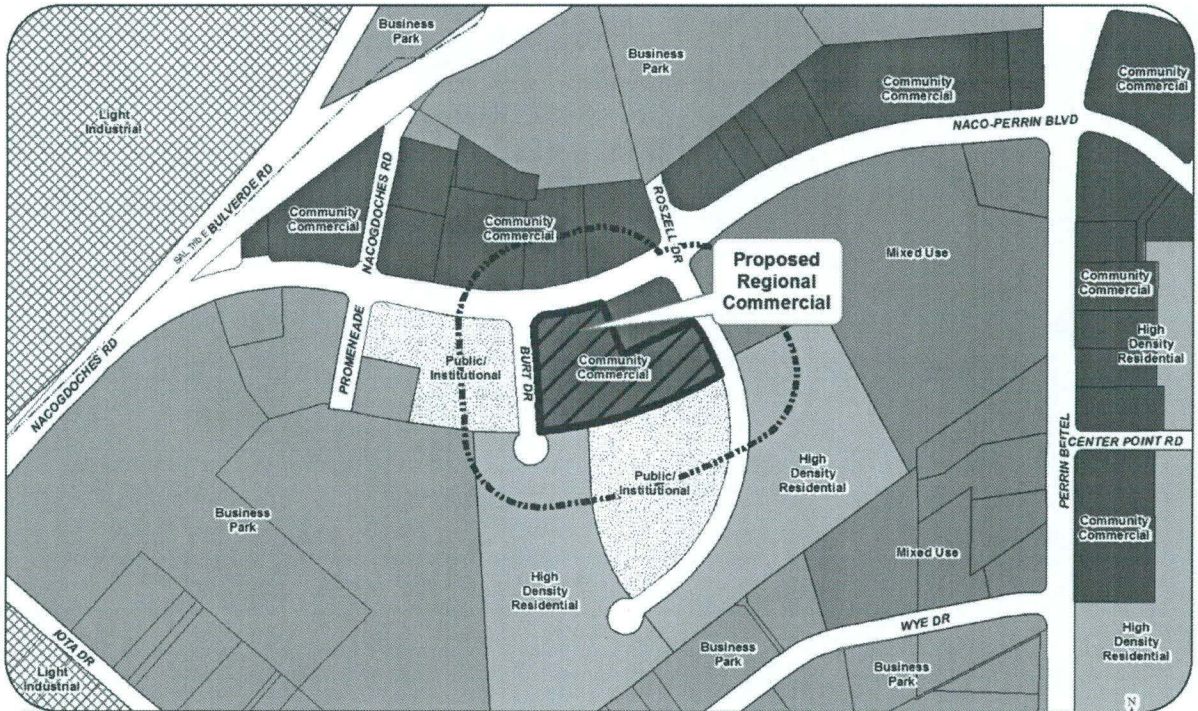 Business
Park
Business
Park
Community
Commercial
Community
Commercial
Light
Industrial
NACO-PERRIN BLVD
BULVERDE RD
NACOGDOCHES RD
ROSZELL DR
Community
Commercial
Community
Commercial
Proposed
Regional
Commercial
Mixed Use
Community
Commercial
High
Density
Residential
NACOGDOCHES RD
PROMENEADE
Public/
Institutional
BURT DR
Community
Commercial
PERRIN BEITEL
CENTER POINT RD
Public/
Institutional
High
Density
Residential
Business
Park
Community
Commercial
Mixed Use
High
Density
Residential
WYE DR
High
Density
Residential
IOTA DR
Light
Industrial
Business
Park
Business
Park
N